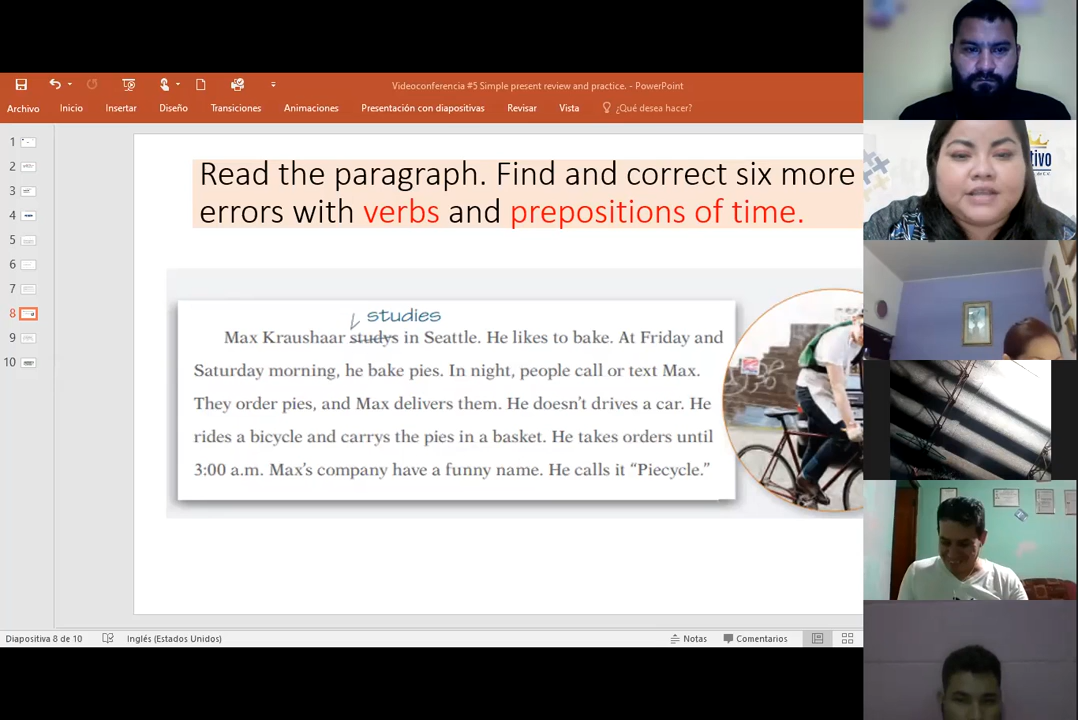 Videoconferencia #5 Simple present review and practice. - PowerPoint
Archivo Inicio Insertar Diseño Transiciones Animaciones Presentación con diapositivas Revisar Vista ¿Qué desea hacer?
1
2
3
4
5
6
7
8
9
10
Read the paragraph. Find and correct six more
errors with verbs and prepositions of time.
studies
Max Kraushaar studys in Seattle. He likes to bake. At Friday and
Saturday morning, he bake pies. In night, people call or text Max.
They order pies, and Max delivers them. He doesn't drives a car. He
rides a bicycle and carrys the pies in a basket. He takes orders until
3:00 a.m. Max's company have a funny name. He calls it “Piecycle.”
Diapositiva 8 de 10 Inglés (Estados Unidos) Notas Comentarios
tivo